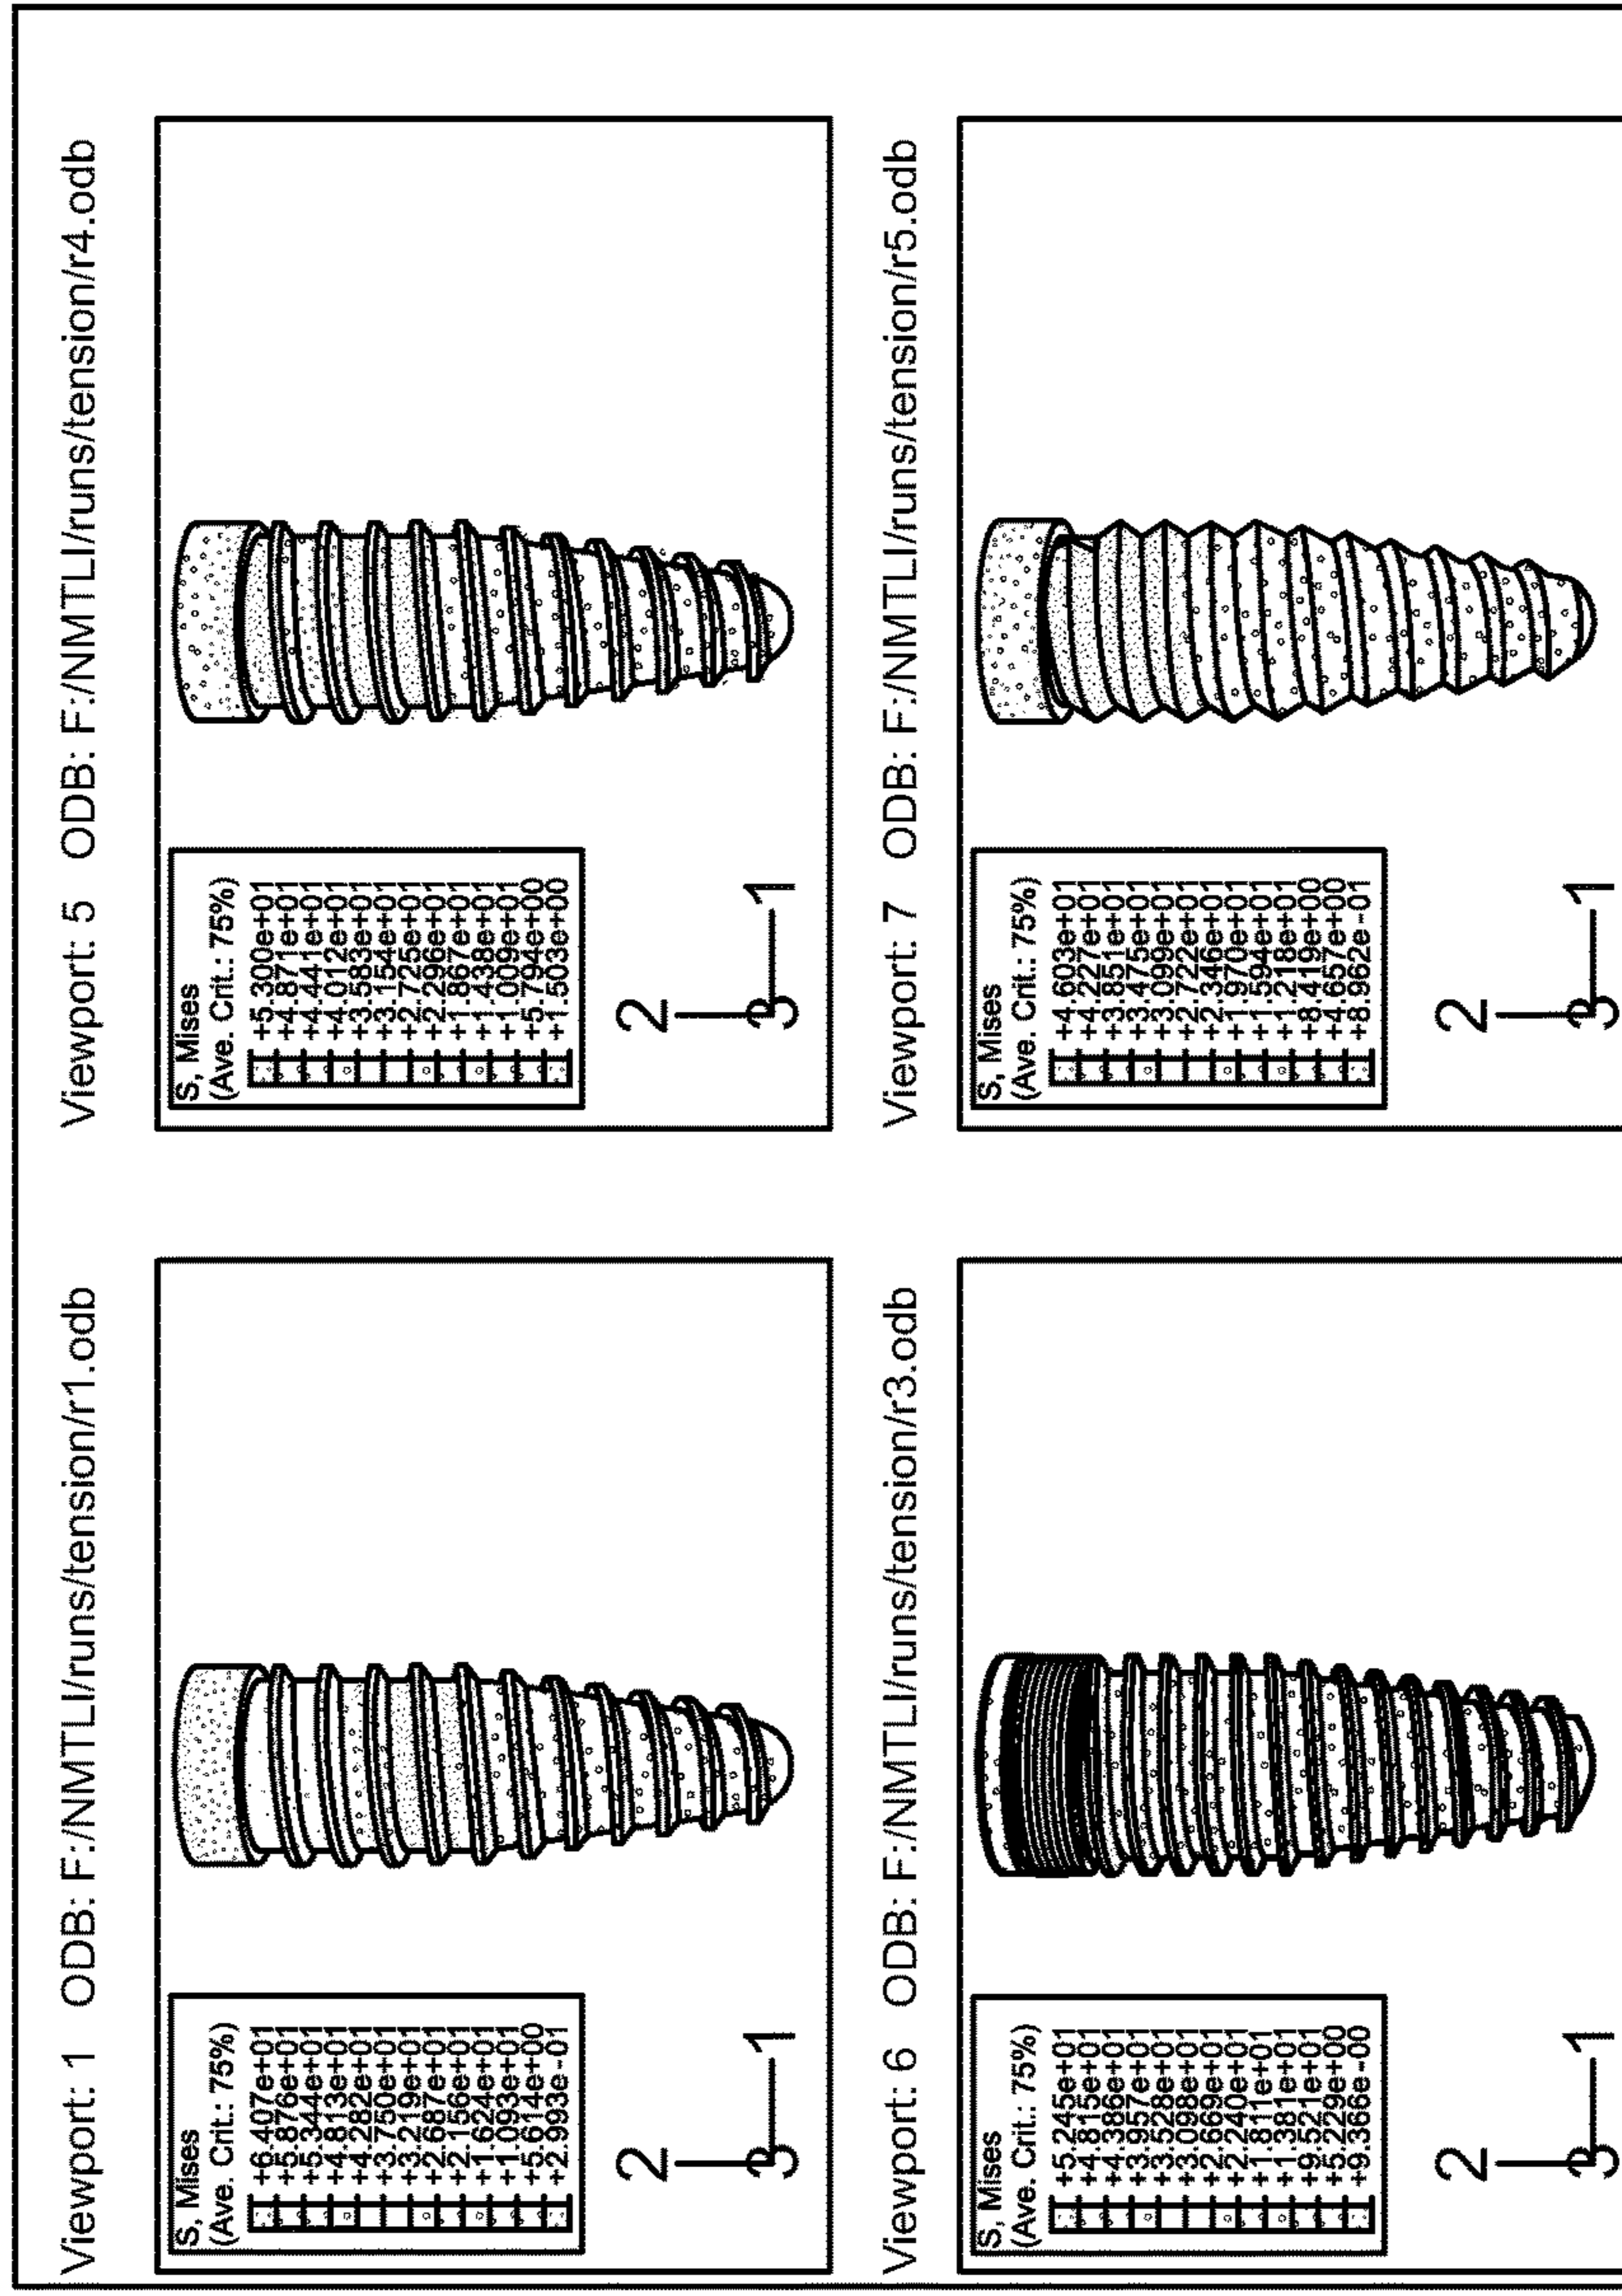 Viewport: 1 ODB: F:/NMTLI/runs/tension/r1.odb
S, Mises
(Ave. Crit.: 75%)
+6.407e+01
+5.876e+01
+5.344e+01
+4.813e+01
+4.282e+01
+3.750e+01
+3.219e+01
+2.687e+01
+2.156e+01
+1.624e+01
+1.093e+01
+5.614e+00
+2.993e-01
2
3 1
Viewport: 5 ODB: F:/NMTLI/runs/tension/r4.odb
S, Mises
(Ave. Crit.: 75%)
+5.300e+01
+4.871e+01
+4.441e+01
+4.012e+01
+3.583e+01
+3.154e+01
+2.725e+01
+2.296e+01
+1.867e+01
+1.438e+01
+1.009e+01
+5.794e+00
+1.503e+00
2
3 1
Viewport: 6 ODB: F:/NMTLI/runs/tension/r3.odb
S, Mises
(Ave. Crit.: 75%)
+5.245e+01
+4.815e+01
+4.386e+01
+3.957e+01
+3.528e+01
+3.098e+01
+2.669e+01
+2.240e+01
+1.811e+01
+1.381e+01
+9.521e+01
+5.229e+00
+9.366e-00
2
3 1
Viewport: 7 ODB: F:/NMTLI/runs/tension/r5.odb
S, Mises
(Ave. Crit.: 75%)
+4.603e+01
+4.227e+01
+3.851e+01
+3.475e+01
+3.099e+01
+2.722e+01
+2.346e+01
+1.970e+01
+1.594e+01
+1.218e+01
+8.419e+00
+4.657e+00
+8.962e-01
2
3 1